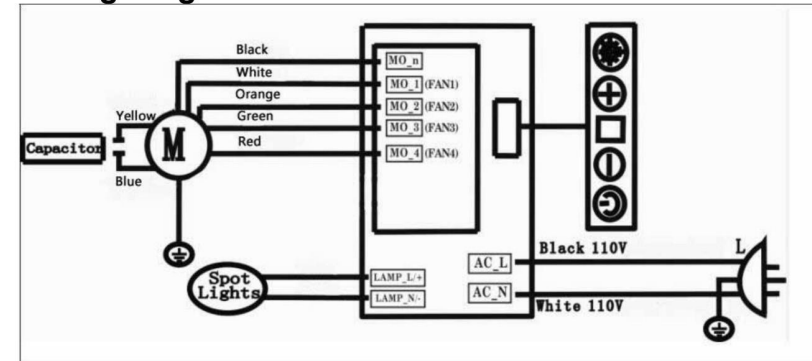 Black
White
Orange
Green
Red
Yellow
Blue
Capacitor
M
MO_n
MO_1 (FAN1)
MO_2 (FAN2)
MO_3 (FAN3)
MO_4 (FAN4)
Spot
Lights
LAMP_L/+
LAMP_N/-
AC_L
AC_N
Black 110V
White 110V
L